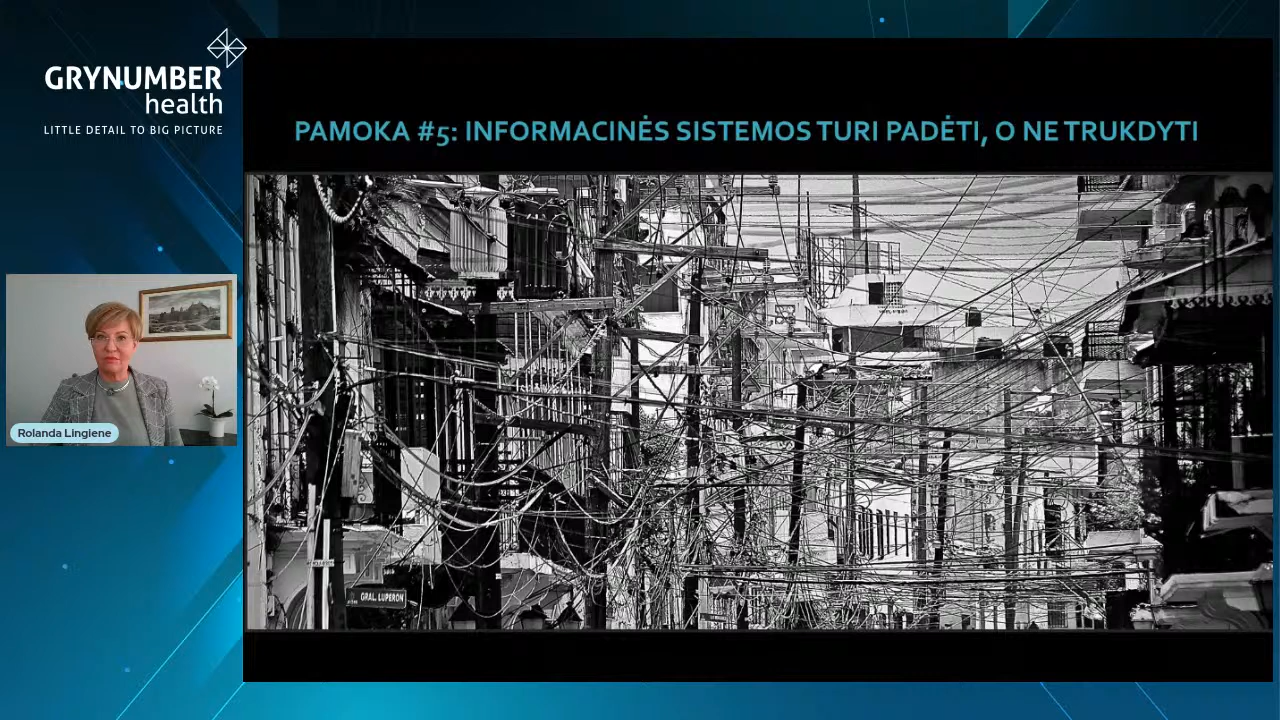 GRYNUMBER
health
LITTLE DETAIL TO BIG PICTURE
PAMOKA #5: INFORMACINĖS SISTEMOS TURI PADĖTI, O NE TRUKDYTI
Rolanda Lingiene
GRAL. LUPERON